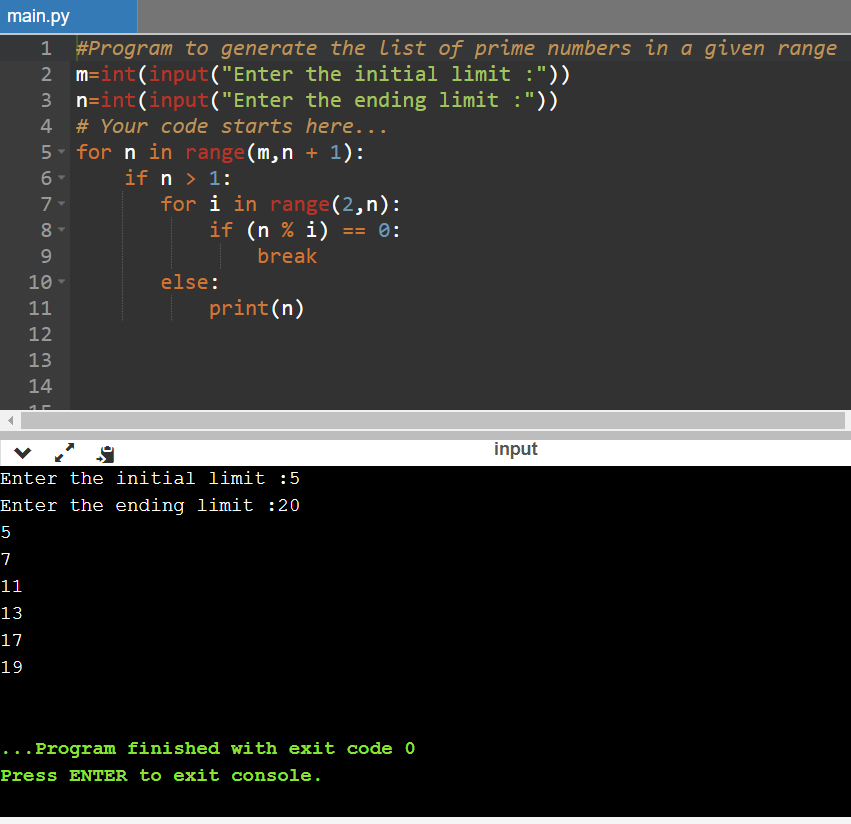 main.py
1 #Program to generate the list of prime numbers in a given range
2 m=int(input("Enter the initial limit :"))
3 n=int(input("Enter the ending limit :"))
4 # Your code starts here...
5 for n in range(m,n + 1):
6     if n > 1:
7        for i in range(2,n):
8            if (n % i) == 0:
9                break
10        else:
11            print(n)
12
13
14
15
input
Enter the initial limit :5
Enter the ending limit :20
5
7
11
13
17
19
...Program finished with exit code 0
Press ENTER to exit console.